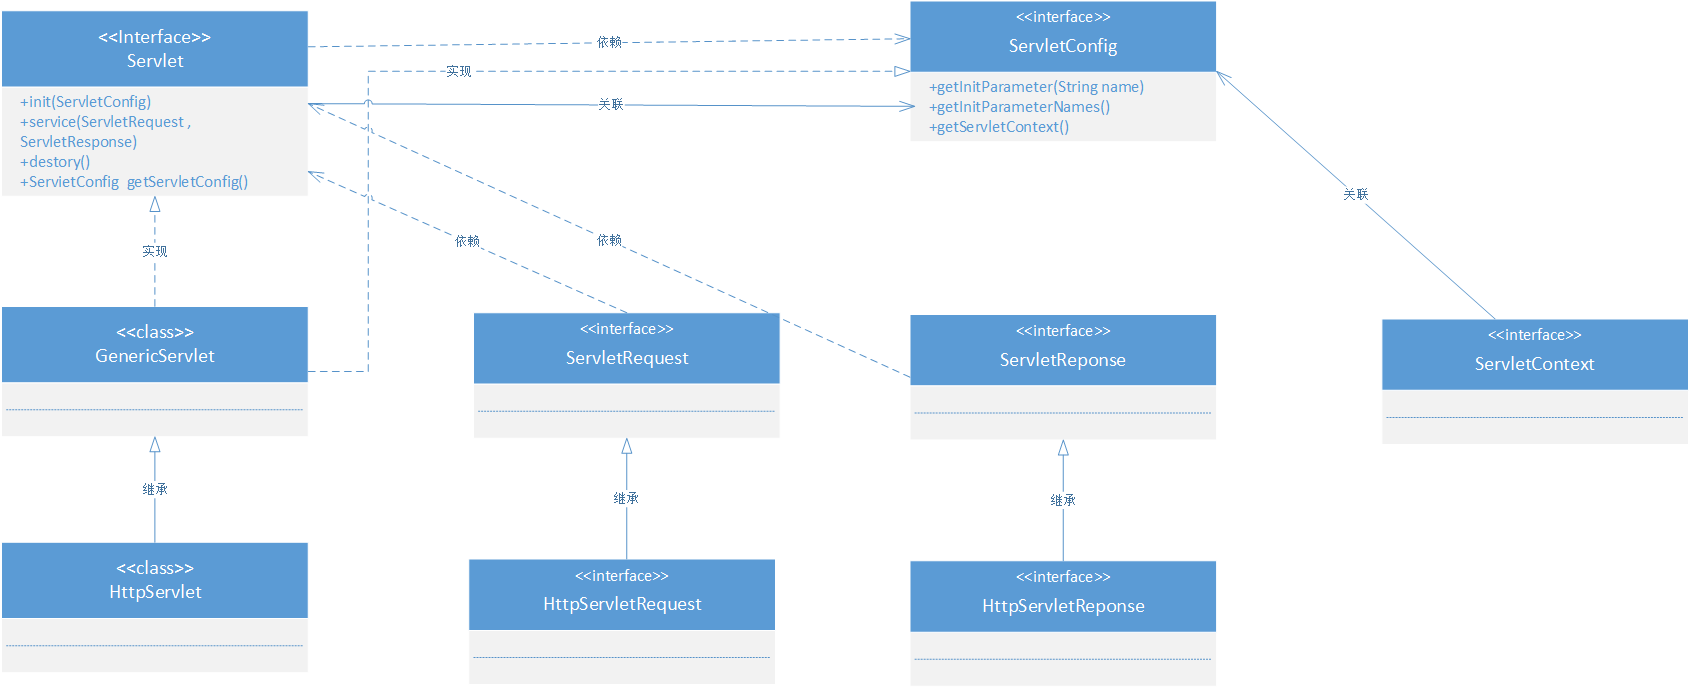 <<Interface>>
Servlet
+init(ServletConfig)
+service(ServletRequest ,
ServletResponse)
+destory()
+ServietConfig  getServletConfig()
<<interface>>
ServletConfig
+getInitParameter(String name)
+getInitParameterNames()
+getServletContext()
依赖
实现
关联
关联
实现
依赖
依赖
<<class>>
GenericServlet
<<interface>>
ServletRequest
<<interface>>
ServletReponse
<<interface>>
ServletContext
继承
继承
继承
<<class>>
HttpServlet
<<interface>>
HttpServletRequest
<<interface>>
HttpServletReponse